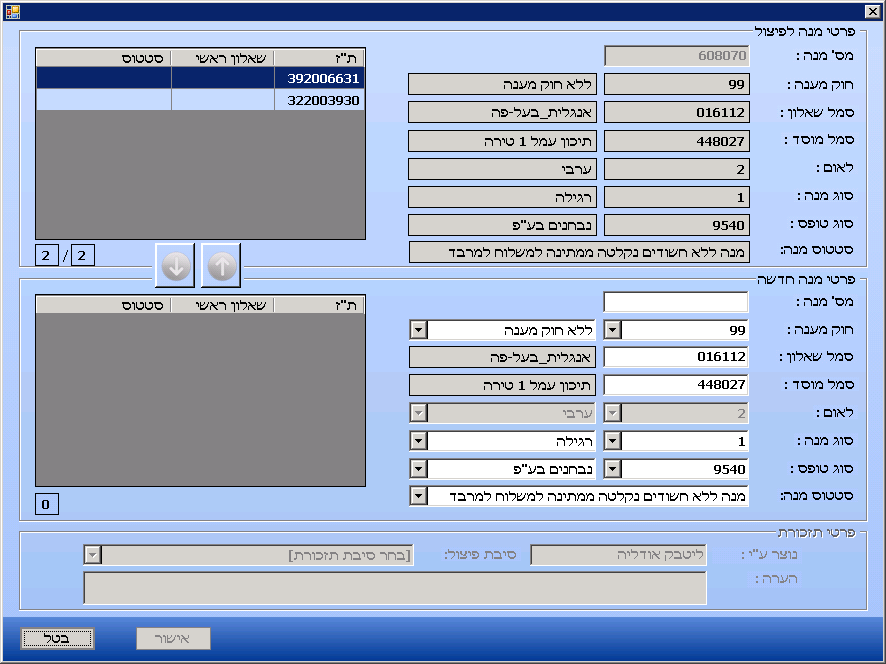 פרטי מנה לפיצול
מס' מנה : 608070
חוק מענה : 99 ללא חוק מענה
סמל שאלון : 016112 אנגלית_בעל-פה
סמל מוסד : 448027 תיכון עמל 1 טירה
לאום : 2 ערבי
סוג מנה : 1 רגילה
סוג טופס : 9540 נבחנים בע"פ
סטטוס מנה: מנה ללא חשודים נקלטה ממתינה למשלוח למרבד
ת"ז שאלון ראשי סטטוס
392006631
322003930
2 / 2
פרטי מנה חדשה
מס' מנה :
חוק מענה : 99 ללא חוק מענה
סמל שאלון : 016112 אנגלית_בעל-פה
סמל מוסד : 448027 תיכון עמל 1 טירה
לאום : 2 ערבי
סוג מנה : 1 רגילה
סוג טופס : 9540 נבחנים בע"פ
סטטוס מנה: מנה ללא חשודים נקלטה ממתינה למשלוח למרבד
ת"ז שאלון ראשי סטטוס
0
פרטי תזכורת
נוצר ע"י : ליטבק אודליה סיבת פיצול: [בחר סיבת תזכורת]
הערה :
אישור בטל